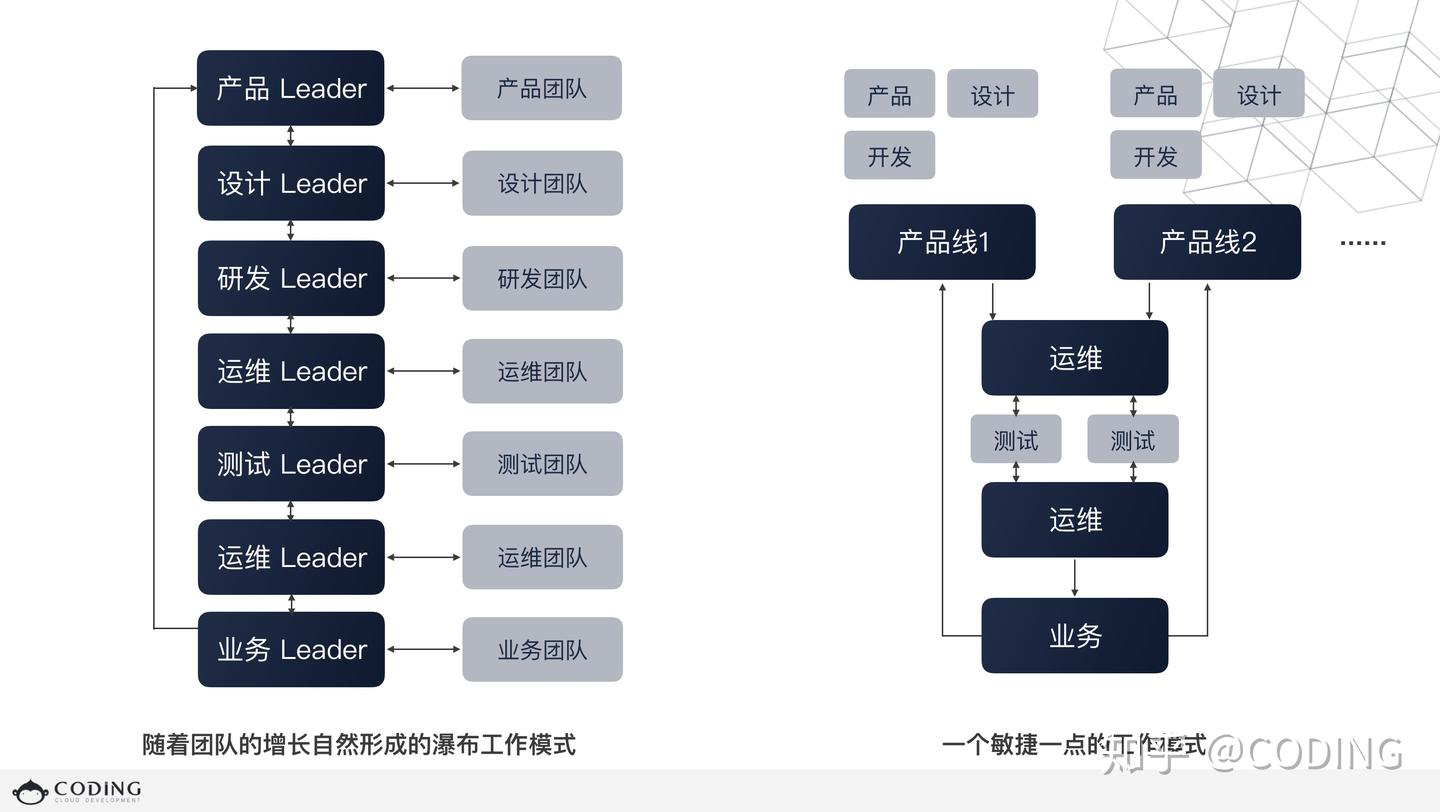 产品 Leader
产品团队
设计 Leader
设计团队
研发 Leader
研发团队
运维 Leader
运维团队
测试 Leader
测试团队
运维 Leader
运维团队
业务 Leader
业务团队
随着团队的增长自然形成的瀑布工作模式
产品 设计
开发
产品线1
产品 设计
开发
产品线2
······
运维
测试 测试
运维
业务
一个敏捷一点的工作模式
知乎 @CODING
CODING
CLOUD DEVELOPMENT